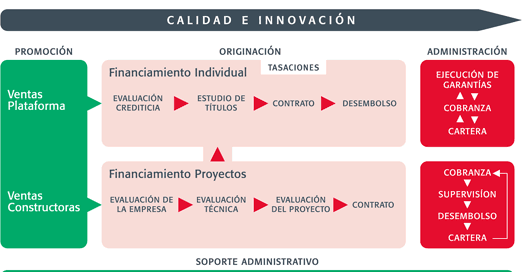 CALIDAD E INNOVACIÓN
PROMOCIÓN
ORIGINACIÓN
ADMINISTRACIÓN
Ventas
Plataforma
Financiamiento Individual
TASACIONES
EVALUACIÓN
CREDITICIA
ESTUDIO DE
TÍTULOS
CONTRATO
DESEMBOLSO
EJECUCIÓN DE
GARANTÍAS
COBRANZA
CARTERA
Ventas
Constructoras
Financiamiento Proyectos
EVALUACIÓN DE
LA EMPRESA
EVALUACIÓN
TÉCNICA
EVALUACIÓN
DEL PROYECTO
CONTRATO
COBRANZA
SUPERVISÍON
DESEMBOLSO
CARTERA
SOPORTE ADMINISTRATIVO